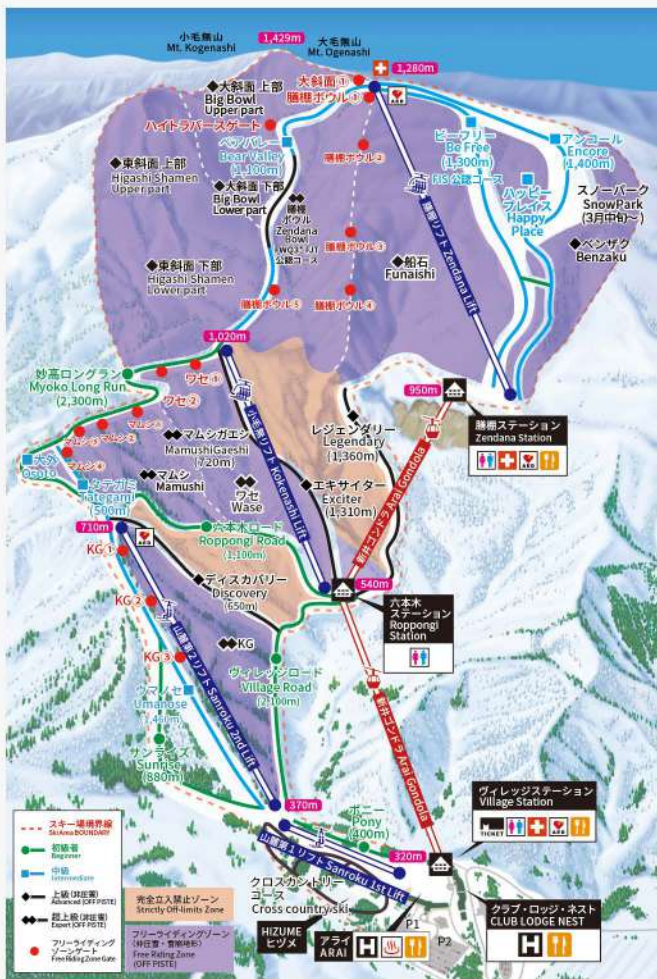 小毛無山
Mt. Kogenashi
1,429m
大毛無山
Mt. Ogenashi
1,280m
AED
大斜面①
膳棚ボウル①
大斜面 上部
Big Bowl
Upper part
ハイトラバースゲート
ベアバレー
Bear Valley
(1,100m)
膳棚ボウル②
ビーフリー
Be Free
(1,300m)
FIS 公認コース
アンコール
Encore
(1,400m)
ハッピー
プレイス
Happy
Place
スノーパーク
SnowPark
(3月中旬~)
ベンザク
Benzaku
東斜面 上部
Higashi Shamen
Upper part
大斜面 下部
Big Bowl
Lower part
膳棚
ボウル
Zendana
Bowl
公認コース
膳棚ボウル③
船石
Funaishi
膳棚リフト Zendana Lift
東斜面 下部
Higashi Shamen
Lower part
膳棚ボウル⑤
膳棚ボウル④
1,020m
妙高ロングラン
Myoko Long Run
(2,300m)
ワセ①
ワセ②
950m
膳棚ステーション
Zendana Station
AED
マムシ②
マムシ④
マムシガエシ
MamushiGaeshi
(720m)
小毛無リフト Kokenashi Lift
レジェンダリー
Legendary
(1,360m)
新井ゴンドラ Arai Gondola
大外
Osoto
タテガミ
Tategami
(500m)
マムシ
Mamushi
ワセ
Wase
エキサイター
Exciter
(1,310m)
710m
AED
六本木ロード
Roppongi Road
(1,100m)
540m
六本木
ステーション
Roppongi
Station
KG①
KG②
KG③
ディスカバリー
Discovery
(650m)
KG
山麓第2リフト Sanroku 2nd Lift
ヴィレッジロード
Village Road
(2,100m)
新井ゴンドラ Arai Gondola
ウマノセ
Umanose
サンライズ
Sunrise
(880m)
370m
ポニー
Pony
(400m)
320m
山麓第1リフト Sanroku 1st Lift
ヴィレッジステーション
Village Station
TICKET
AED
クロスカントリー
コース
Cross country ski
HIZUME
ヒヅメ
アライ
ARAI
H
P1
P2
クラブ・ロッジ・ネスト
CLUB LODGE NEST
H
スキー場境界線
Ski Area BOUNDARY
初級者
Beginner
中級
Intermediate
上級(非圧雪)
Advanced (OFF PISTE)
超上級(非圧雪)
Expert (OFF PISTE)
フリーライディング
ゾーンゲート
Free Riding Zone Gate
完全立入禁止ゾーン
Strictly Off-limits Zone
フリーライディングゾーン
(非圧雪・雪崩地形)
Free Riding Zone
(OFF PISTE)